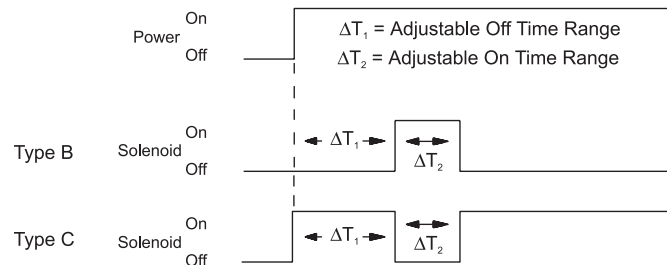 On
Power
Off
ΔT₁ = Adjustable Off Time Range
ΔT₂ = Adjustable On Time Range
On
Type B
Solenoid
Off
ΔT₁
ΔT₂
On
Type C
Solenoid
Off
ΔT₁
ΔT₂